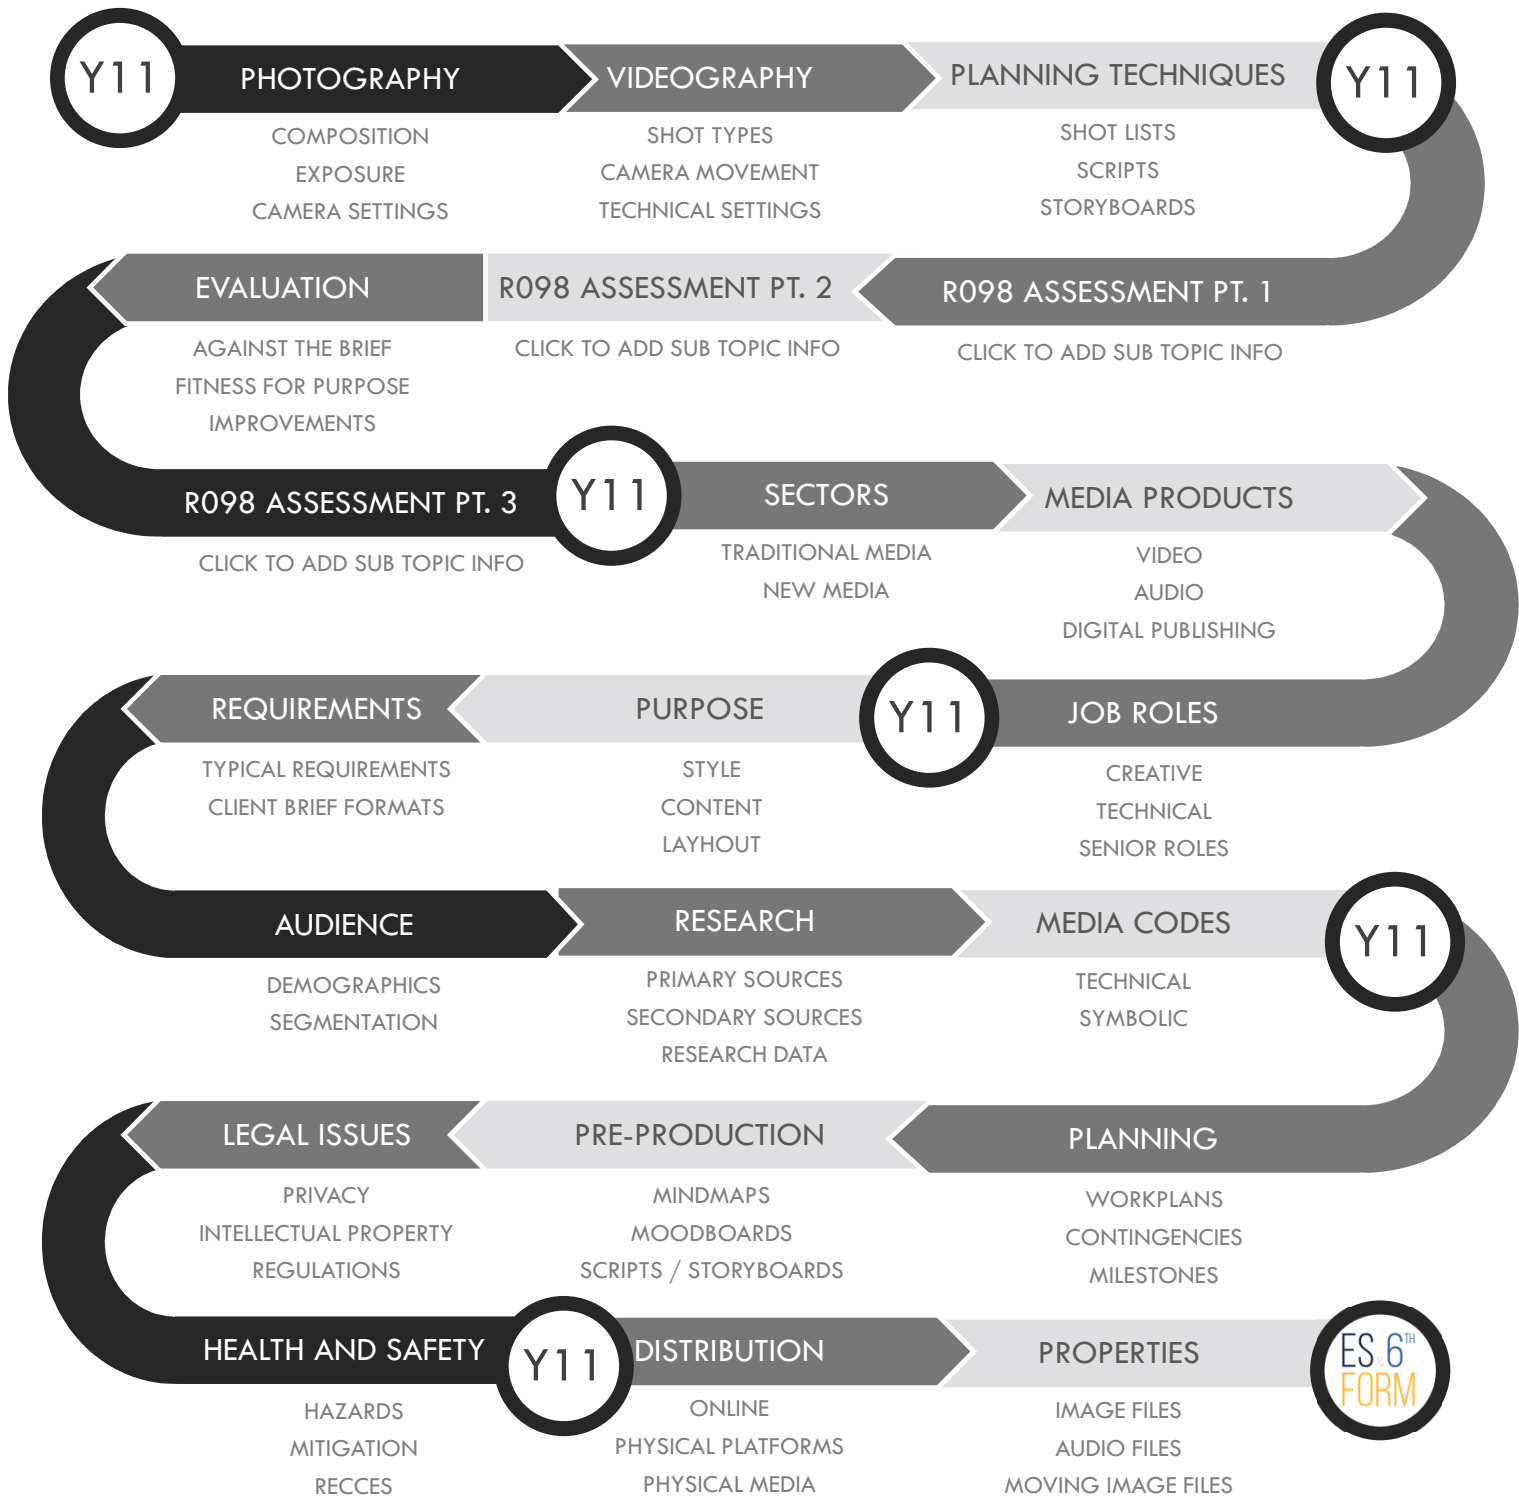 Y11
PHOTOGRAPHY
COMPOSITION
EXPOSURE
CAMERA SETTINGS
VIDEOGRAPHY
SHOT TYPES
CAMERA MOVEMENT
TECHNICAL SETTINGS
PLANNING TECHNIQUES
SHOT LISTS
SCRIPTS
STORYBOARDS
Y11
R098 ASSESSMENT PT. 1
CLICK TO ADD SUB TOPIC INFO
R098 ASSESSMENT PT. 2
CLICK TO ADD SUB TOPIC INFO
EVALUATION
AGAINST THE BRIEF
FITNESS FOR PURPOSE
IMPROVEMENTS
R098 ASSESSMENT PT. 3
CLICK TO ADD SUB TOPIC INFO
Y11
SECTORS
TRADITIONAL MEDIA
NEW MEDIA
MEDIA PRODUCTS
VIDEO
AUDIO
DIGITAL PUBLISHING
JOB ROLES
CREATIVE
TECHNICAL
SENIOR ROLES
Y11
PURPOSE
STYLE
CONTENT
LAYHOUT
REQUIREMENTS
TYPICAL REQUIREMENTS
CLIENT BRIEF FORMATS
AUDIENCE
DEMOGRAPHICS
SEGMENTATION
RESEARCH
PRIMARY SOURCES
SECONDARY SOURCES
RESEARCH DATA
MEDIA CODES
TECHNICAL
SYMBOLIC
Y11
PLANNING
WORKPLANS
CONTINGENCIES
MILESTONES
PRE-PRODUCTION
MINDMAPS
MOODBOARDS
SCRIPTS / STORYBOARDS
LEGAL ISSUES
PRIVACY
INTELLECTUAL PROPERTY
REGULATIONS
HEALTH AND SAFETY
HAZARDS
MITIGATION
RECCES
Y11
DISTRIBUTION
ONLINE
PHYSICAL PLATFORMS
PHYSICAL MEDIA
PROPERTIES
IMAGE FILES
AUDIO FILES
MOVING IMAGE FILES
ES & 6TH
FORM